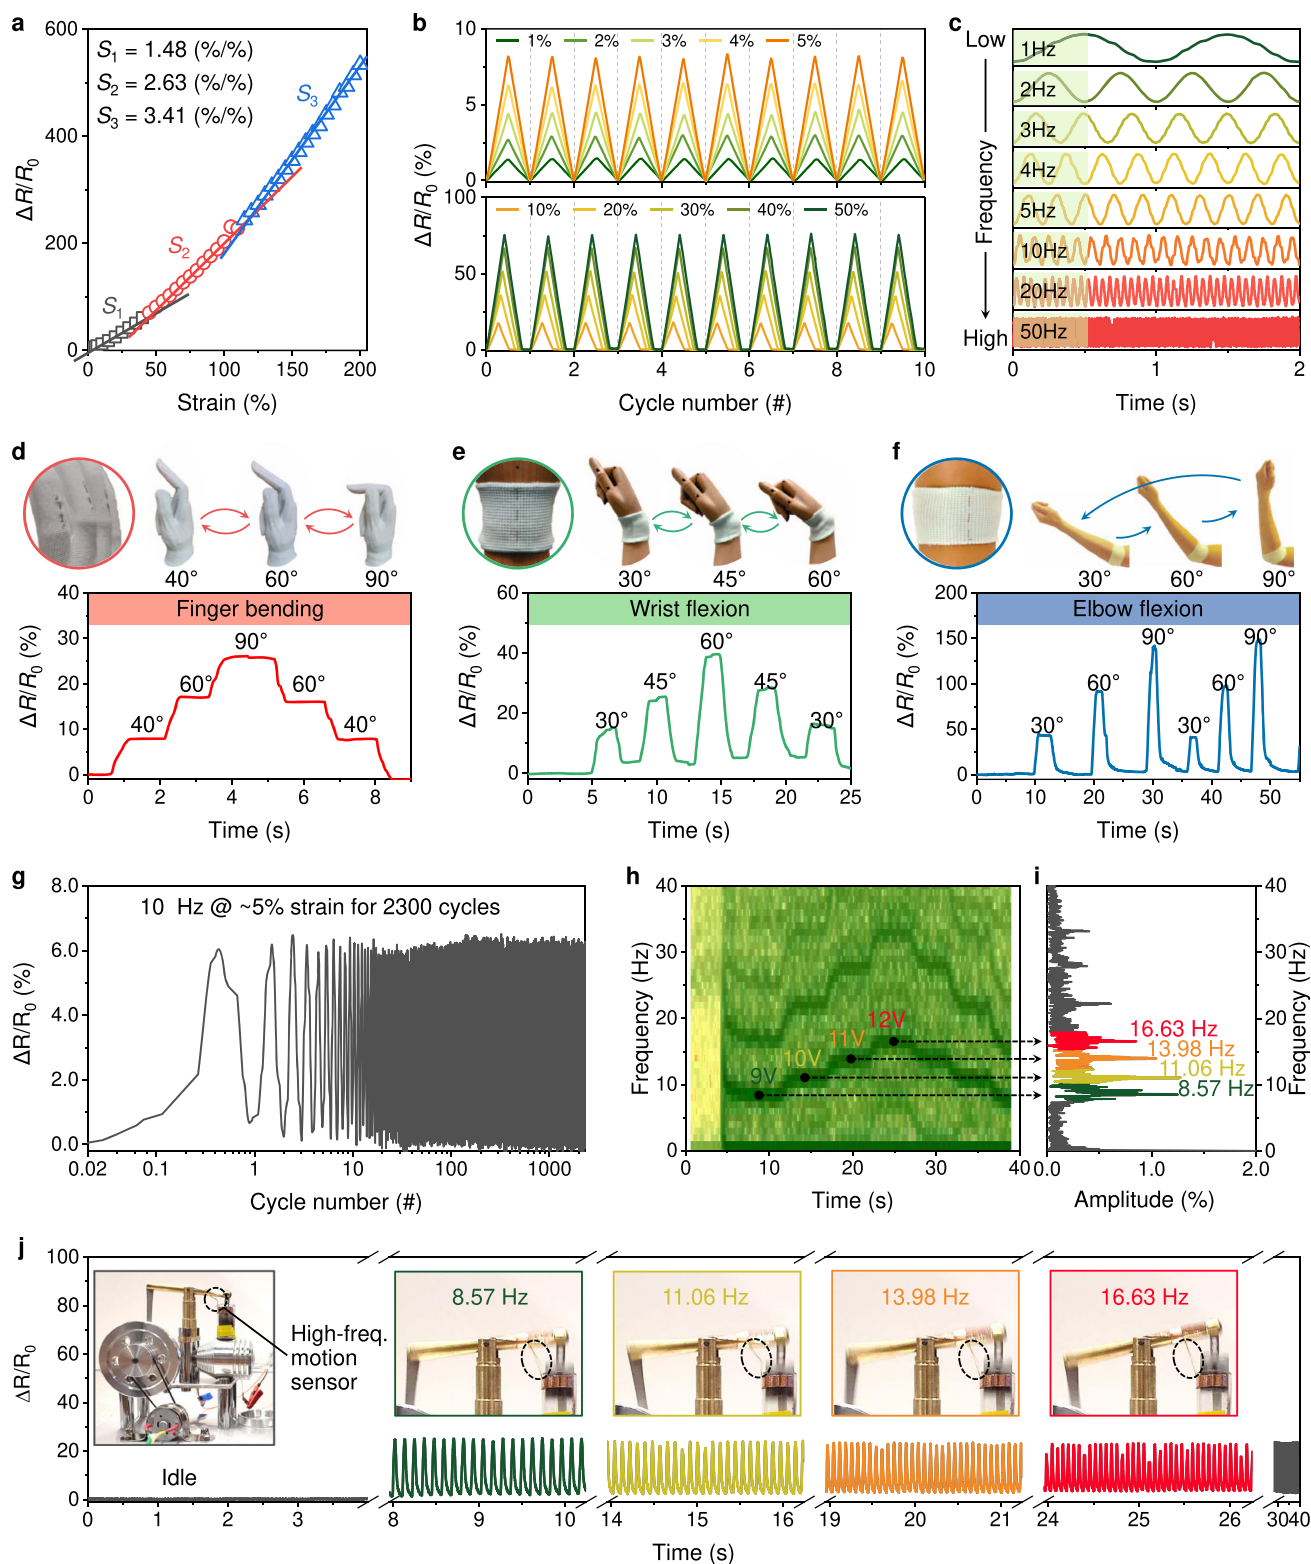 a
600
400
200
0
ΔR/R0
S1 = 1.48 (%/%)
S2 = 2.63 (%/%)
S3 = 3.41 (%/%)
S3
S2
S1
0 50 100 150 200
Strain (%)
b
10
5
0
1% 2% 3% 4% 5%
ΔR/R0 (%)
100
50
0
10% 20% 30% 40% 50%
0 2 4 6 8 10
Cycle number (#)
c
Low
Frequency
High
1Hz
2Hz
3Hz
4Hz
5Hz
10Hz
20Hz
50Hz
0 1 2
Time (s)
d
40° 60° 90°
Finger bending
40
30
20
10
0
ΔR/R0 (%)
40° 60° 90° 60° 40°
0 2 4 6 8
Time (s)
e
30° 45° 60°
Wrist flexion
60
40
20
0
ΔR/R0 (%)
30° 45° 60° 45° 30°
0 5 10 15 20 25
Time (s)
f
30° 60° 90°
Elbow flexion
200
150
100
50
0
ΔR/R0 (%)
30° 60° 90° 30° 60° 90°
0 10 20 30 40 50
Time (s)
g
8.0
6.0
4.0
2.0
0.0
ΔR/R0 (%)
10 Hz @ ~5% strain for 2300 cycles
0.02 0.1 1 10 100 1000
Cycle number (#)
h
40
30
20
10
0
Frequency (Hz)
9V
10V
11V
12V
0 10 20 30 40
Time (s)
i
16.63 Hz
13.98 Hz
11.06 Hz
8.57 Hz
40
30
20
10
0
Frequency (Hz)
0.0 1.0 2.0
Amplitude (%)
j
100
80
60
40
20
0
ΔR/R0
High-freq.
motion
sensor
Idle
8.57 Hz
11.06 Hz
13.98 Hz
16.63 Hz
0 1 2 3 8 9 10 14 15 16 19 20 21 24 25 26 30 40
Time (s)